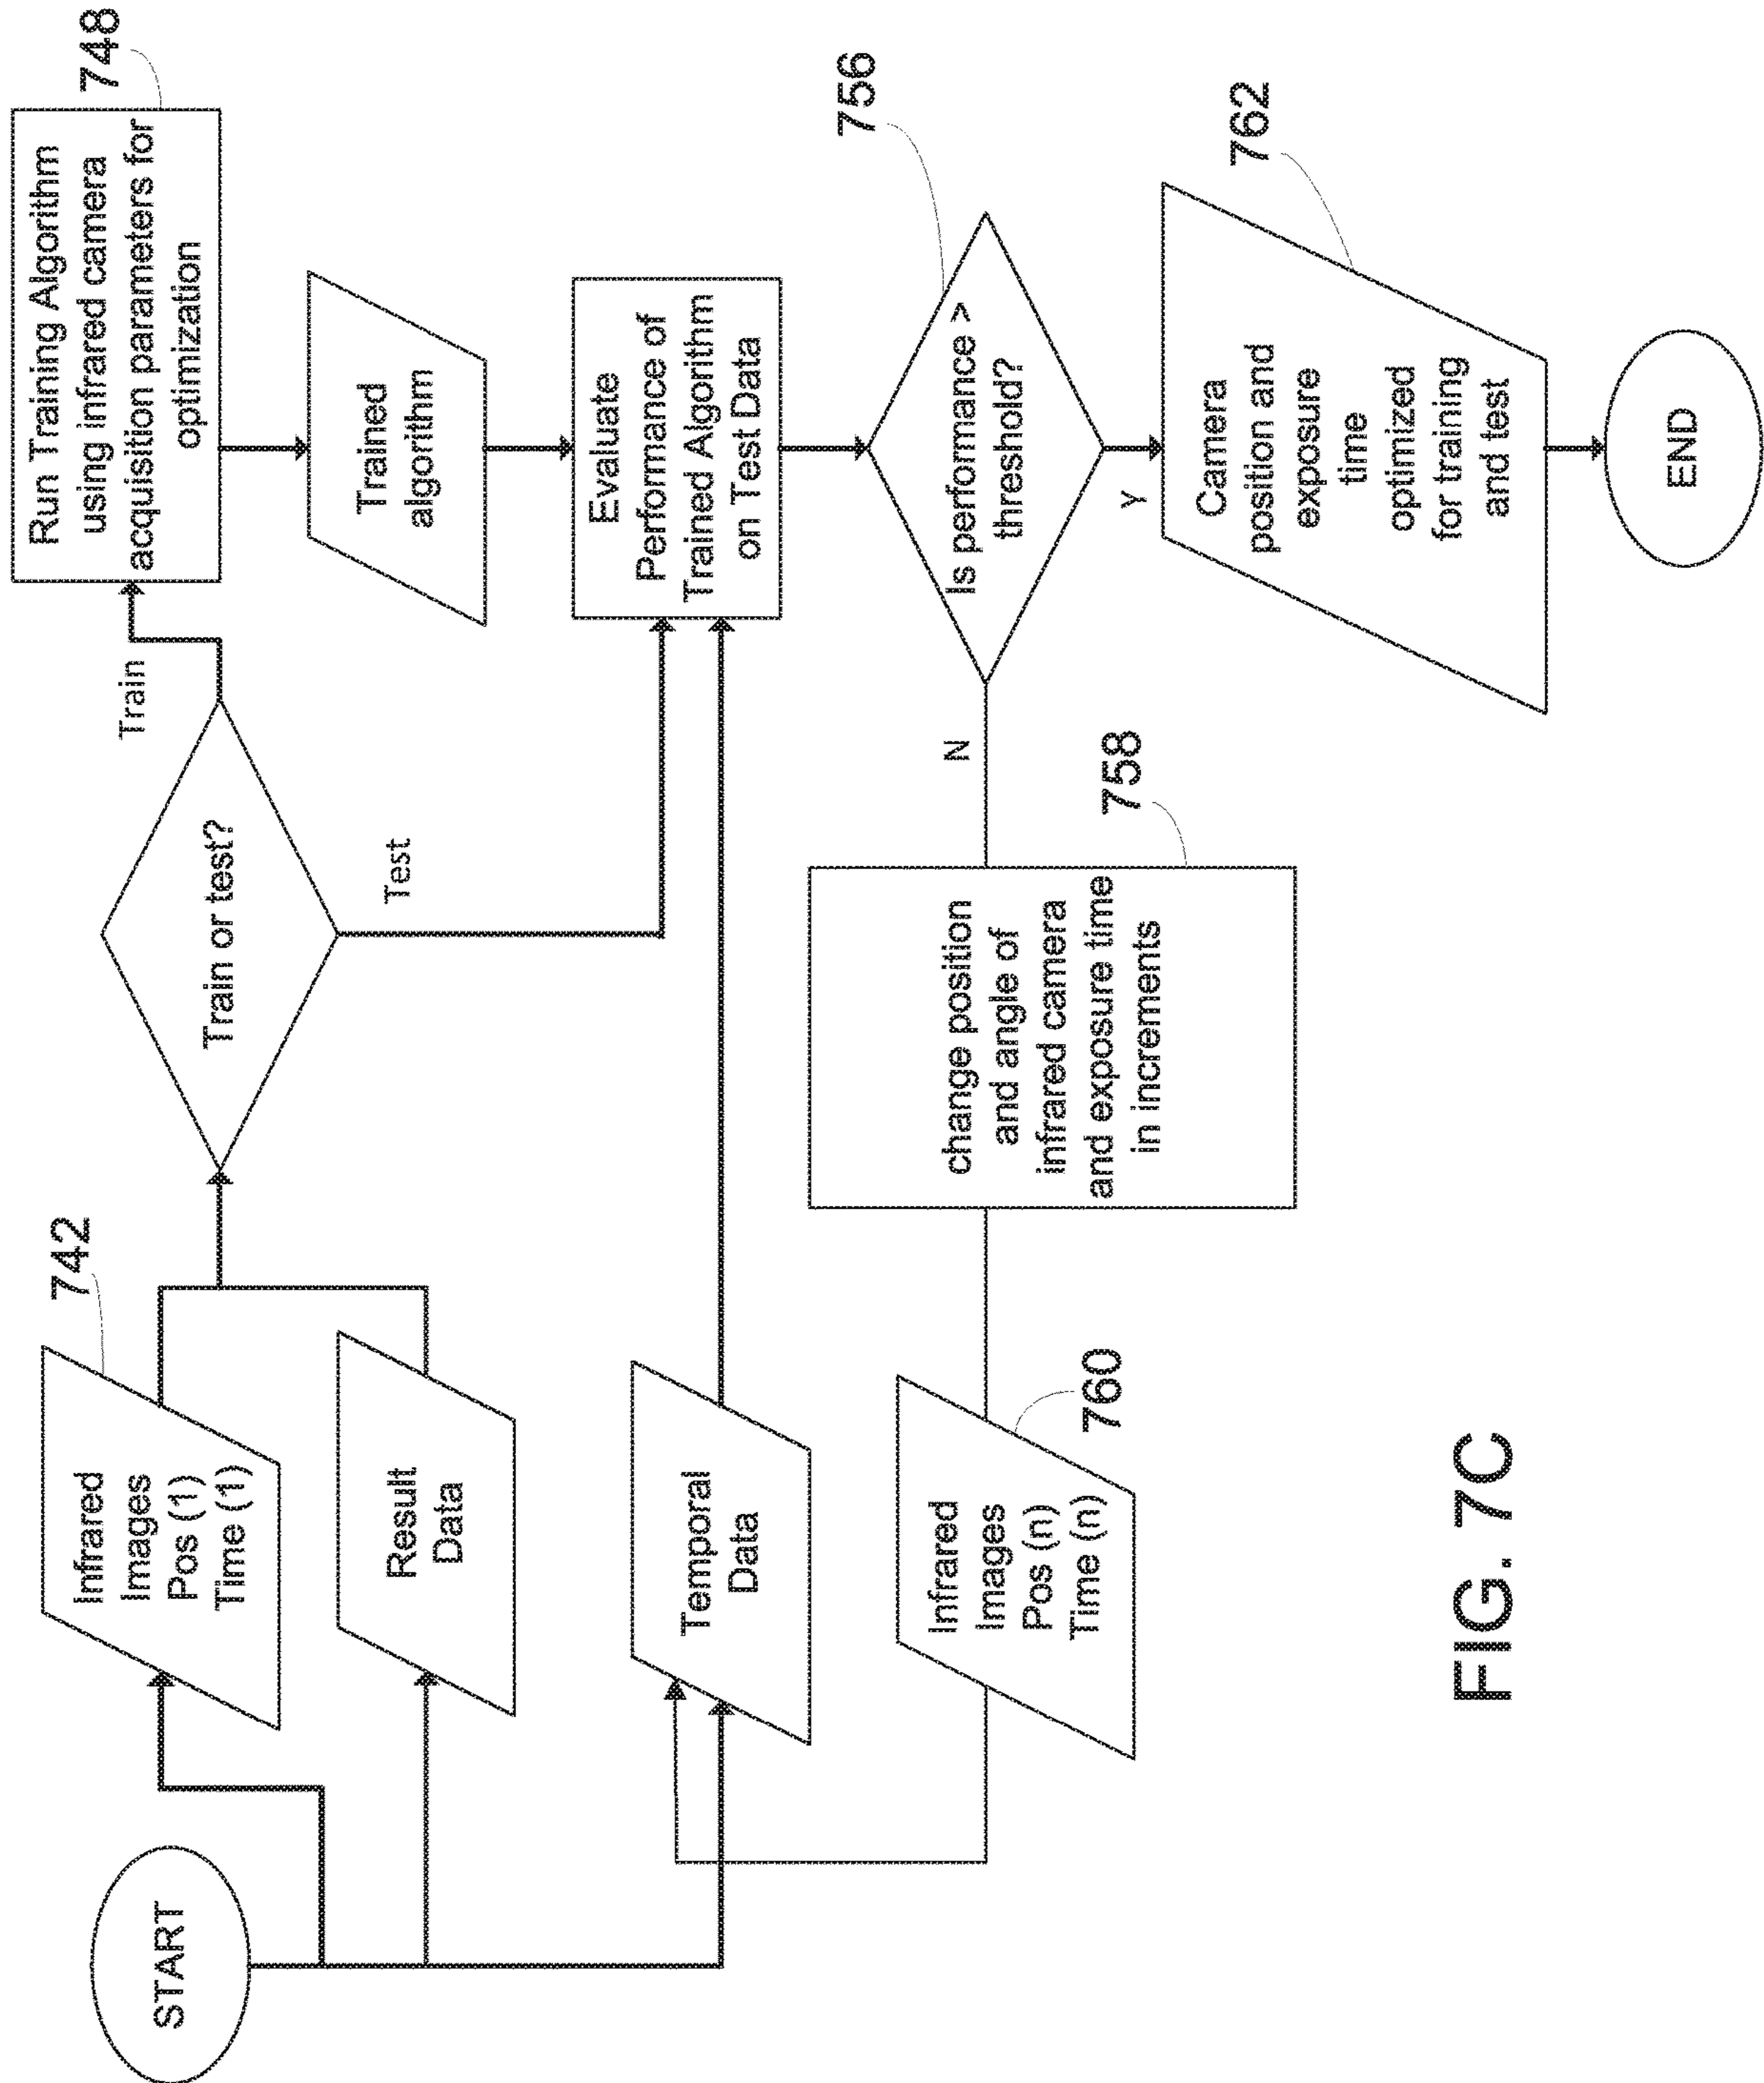 START
742
Infrared
Images
Pos (1)
Time (1)
Result
Data
Temporal
Data
Infrared
Images
Pos (n)
Time (n)
760
Train or test?
Train
Test
748
Run Training Algorithm
using infrared camera
acquisition parameters for
optimization
Trained
algorithm
Evaluate
Performance of
Trained Algorithm
on Test Data
756
Is performance >
threshold?
N
Y
758
change position
and angle of
infrared camera
and exposure time
in increments
762
Camera
position and
exposure
time
optimized
for training
and test
END
FIG. 7C